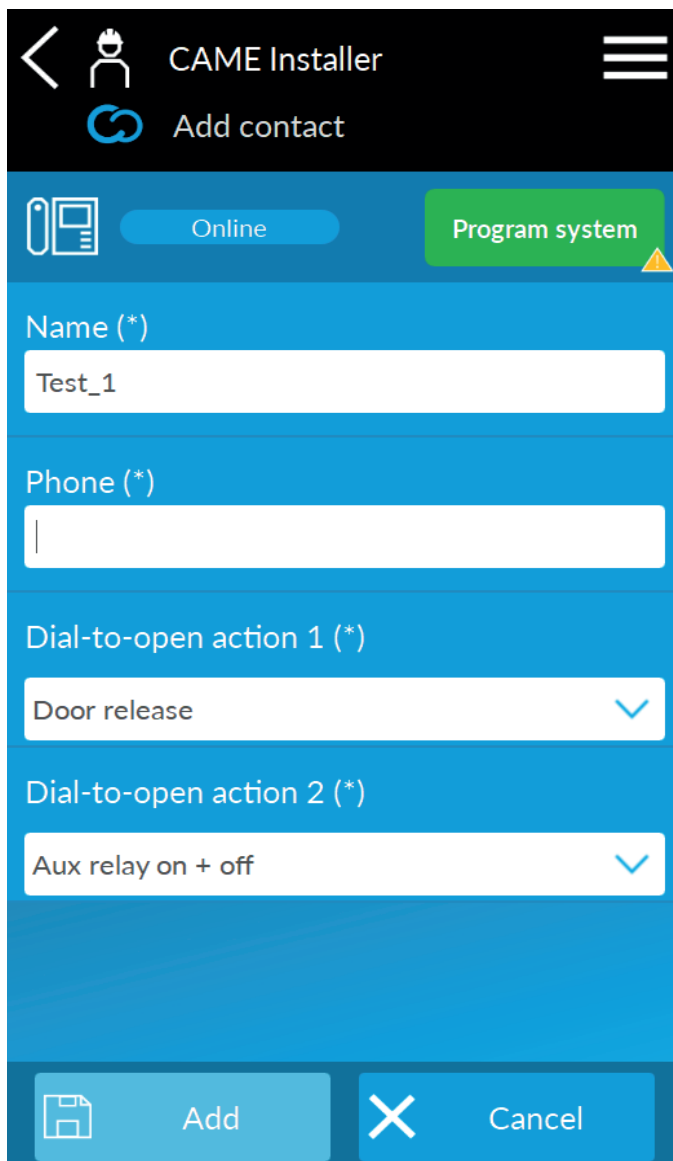 CAME Installer
Add contact
Online
Program system
Name (*)
Test_1
Phone (*)
Dial-to-open action 1 (*)
Door release
Dial-to-open action 2 (*)
Aux relay on + off
Add
Cancel